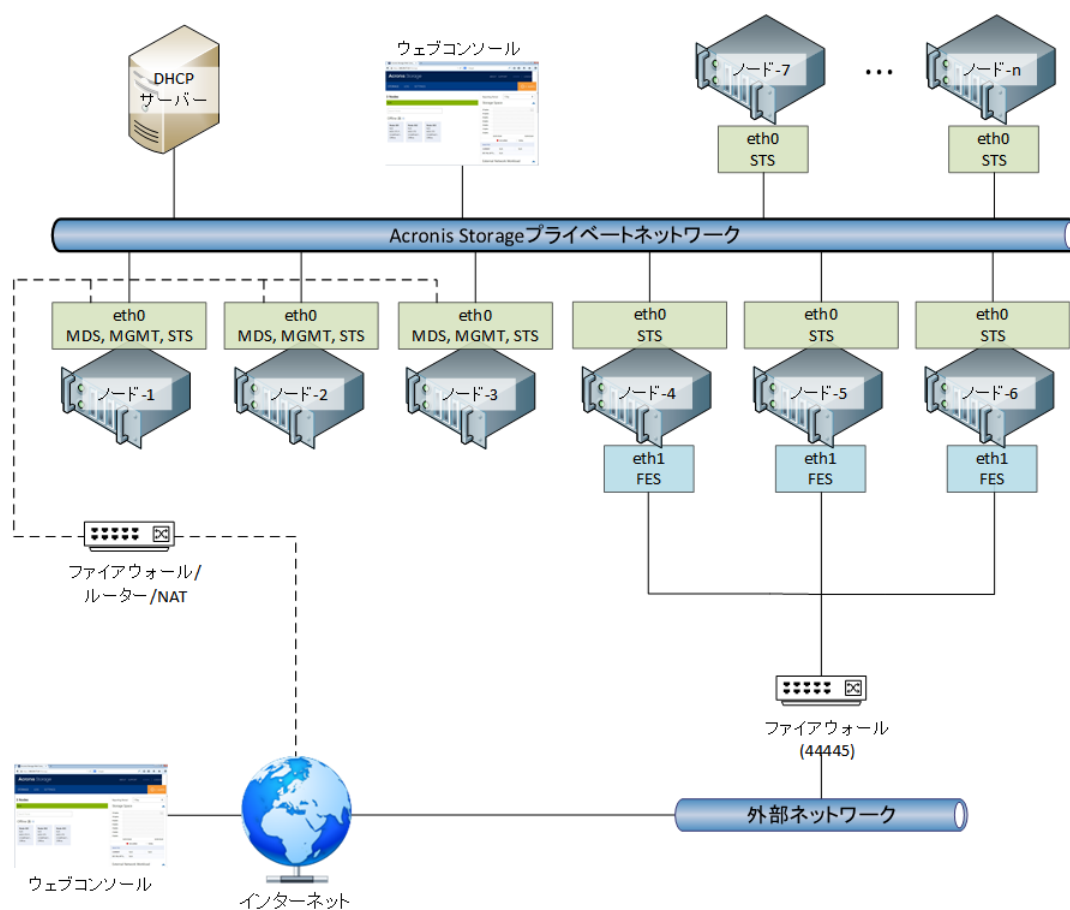 DHCP
サーバー
ウェブコンソール
Acronis Storage
ノード-7
...
ノード-n
eth0
STS
eth0
STS
Acronis Storageプライベートネットワーク
eth0
MDS, MGMT, STS
eth0
MDS, MGMT, STS
eth0
MDS, MGMT, STS
eth0
STS
eth0
STS
eth0
STS
ノード-1
ノード-2
ノード-3
ノード-4
ノード-5
ノード-6
eth1
FES
eth1
FES
eth1
FES
ファイアウォール/
ルーター/NAT
ファイアウォール
(44445)
Acronis Storage
外部ネットワーク
ウェブコンソール
インターネット